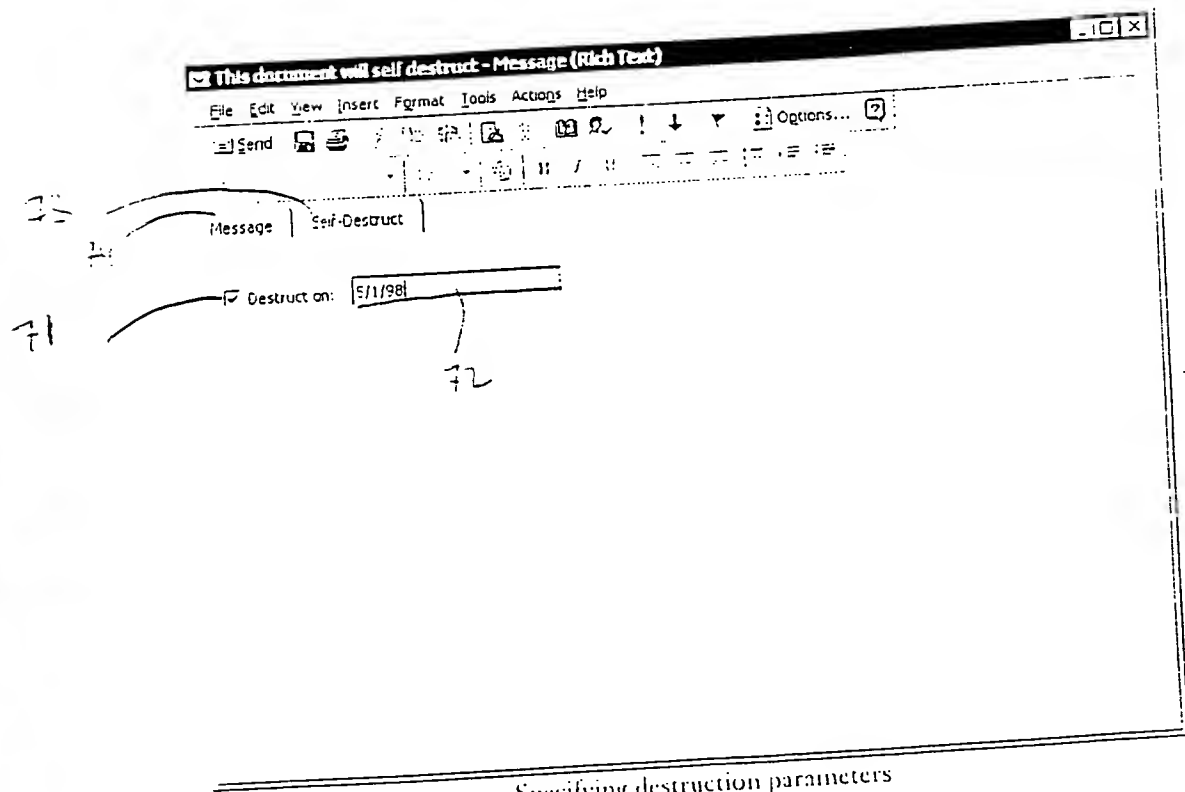 This document will self destruct - Message (Rich Text)
File Edit View Insert Format Tools Actions Help
Send ! Options... ?
B I U
Message Self-Destruct
71 Destruct on: 5/1/98
72
Specifying destruction parameters